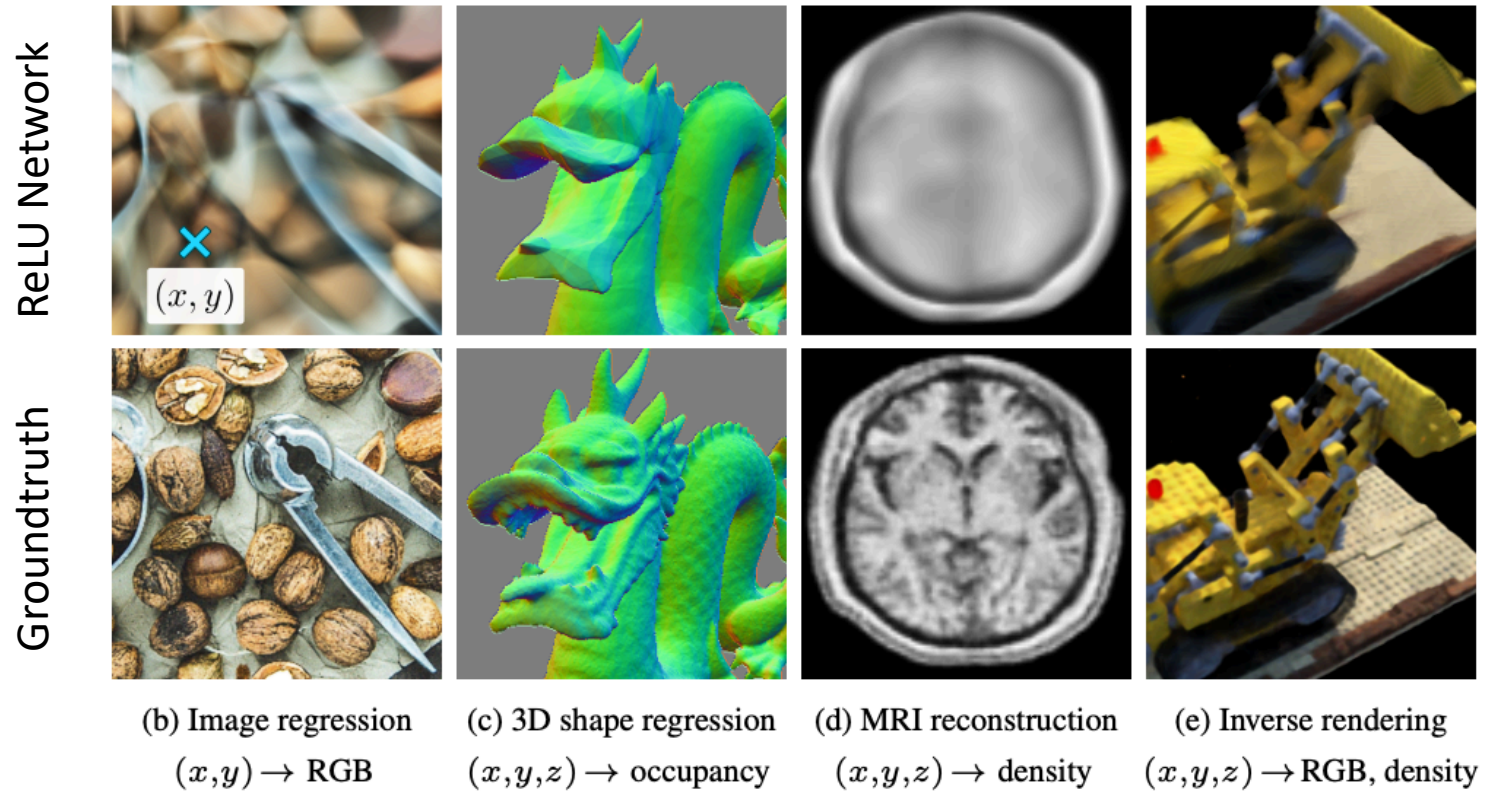 ReLU Network
(x, y)
Groundtruth
(b) Image regression
(x,y) → RGB
(c) 3D shape regression
(x,y,z) → occupancy
(d) MRI reconstruction
(x,y,z) → density
(e) Inverse rendering
(x,y,z) → RGB, density